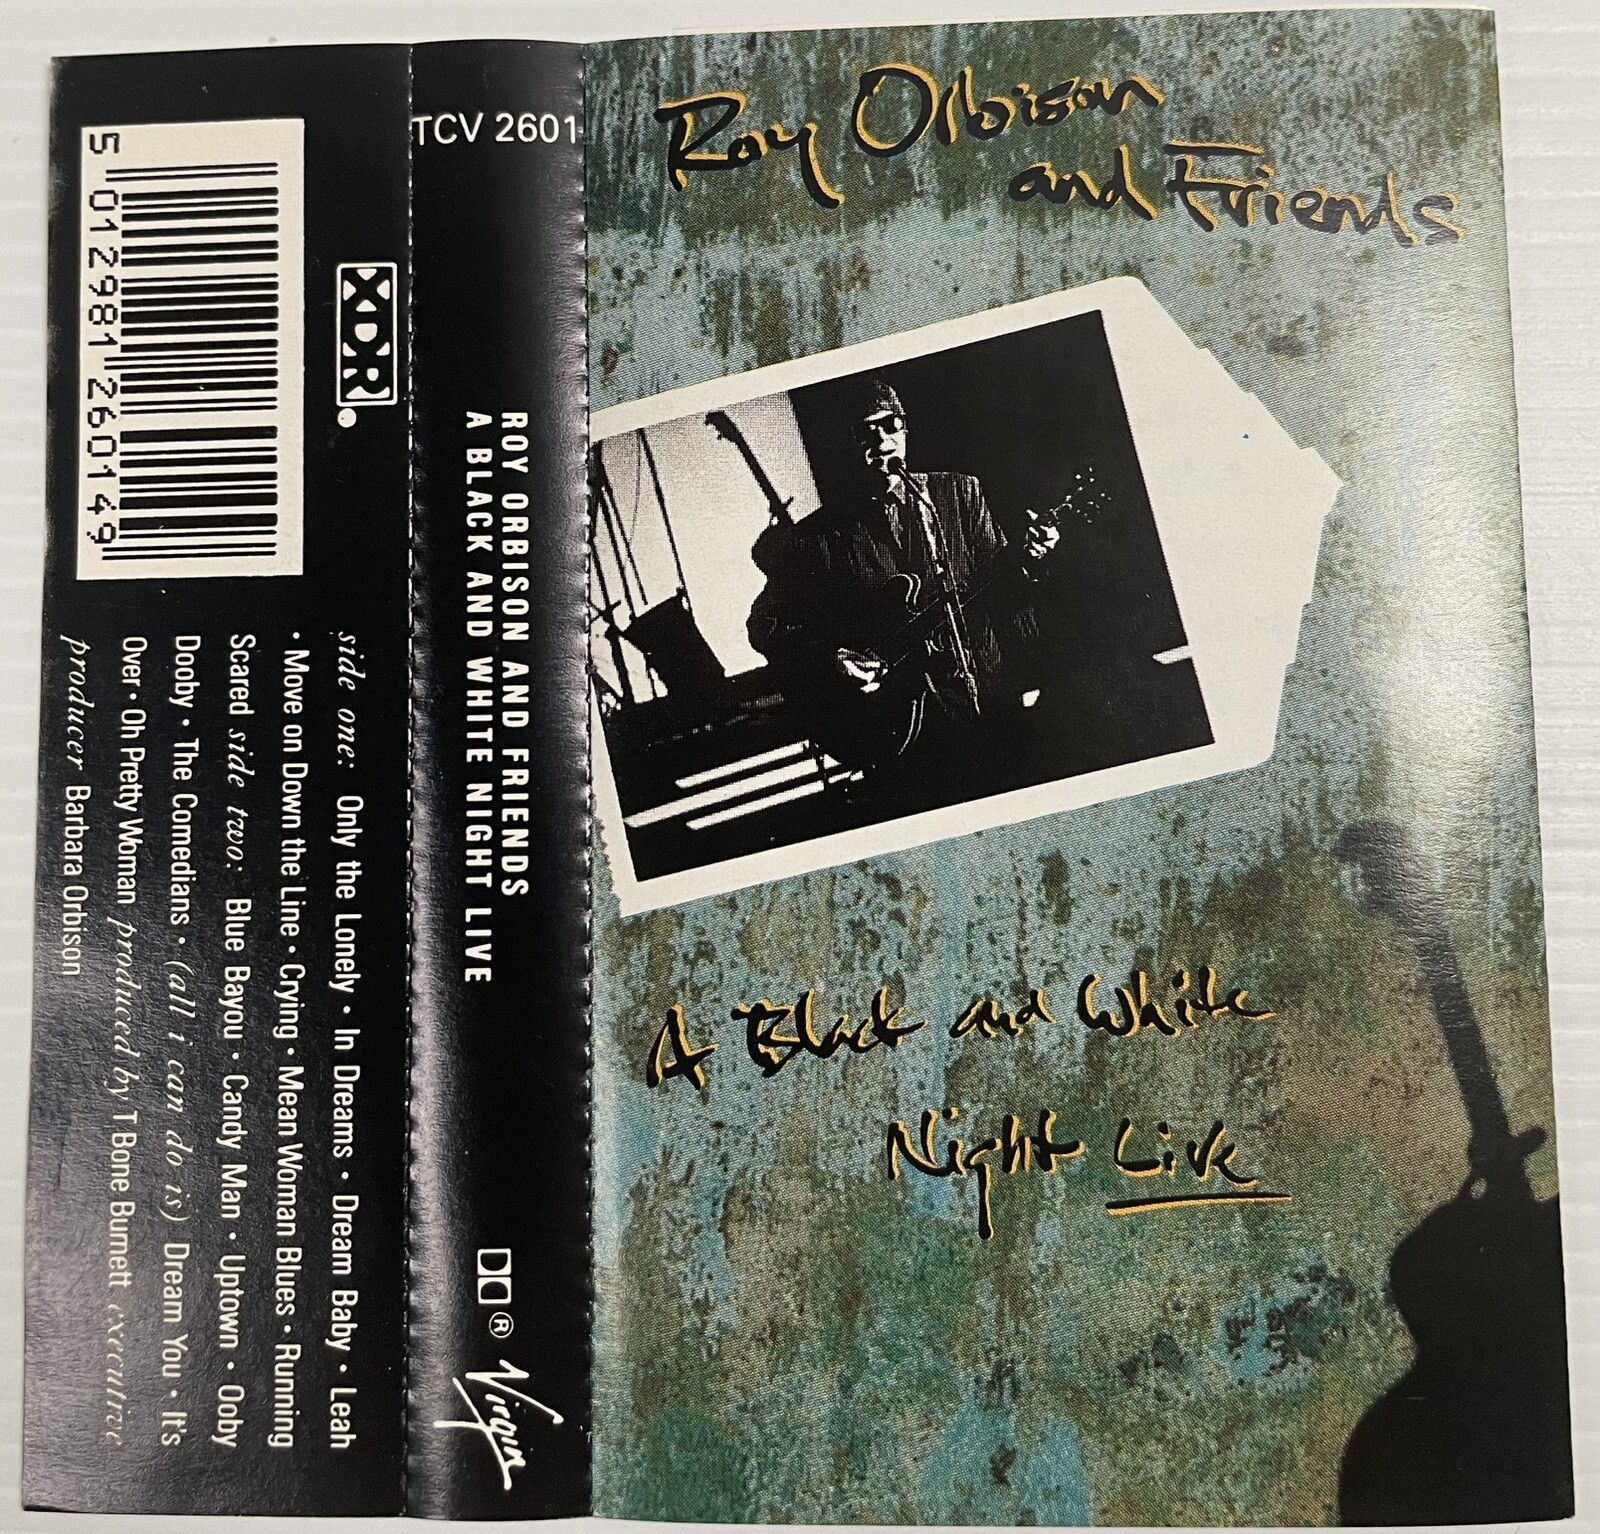 Roy Orbison
and Friends
A Black and White
Night Live
TCV 2601
ROY ORBISON AND FRIENDS
A BLACK AND WHITE NIGHT LIVE
®
Virgin
XDR
5 012981 260149
side one: Only the Lonely • In Dreams • Dream Baby • Leah
• Move on Down the Line • Crying • Mean Woman Blues • Running
Scared side two: Blue Bayou • Candy Man • Uptown • Ooby
Dooby • The Comedians • (all i can do is) Dream You • It's
Over • Oh Pretty Woman produced by T Bone Burnett executive
producer Barbara Orbison